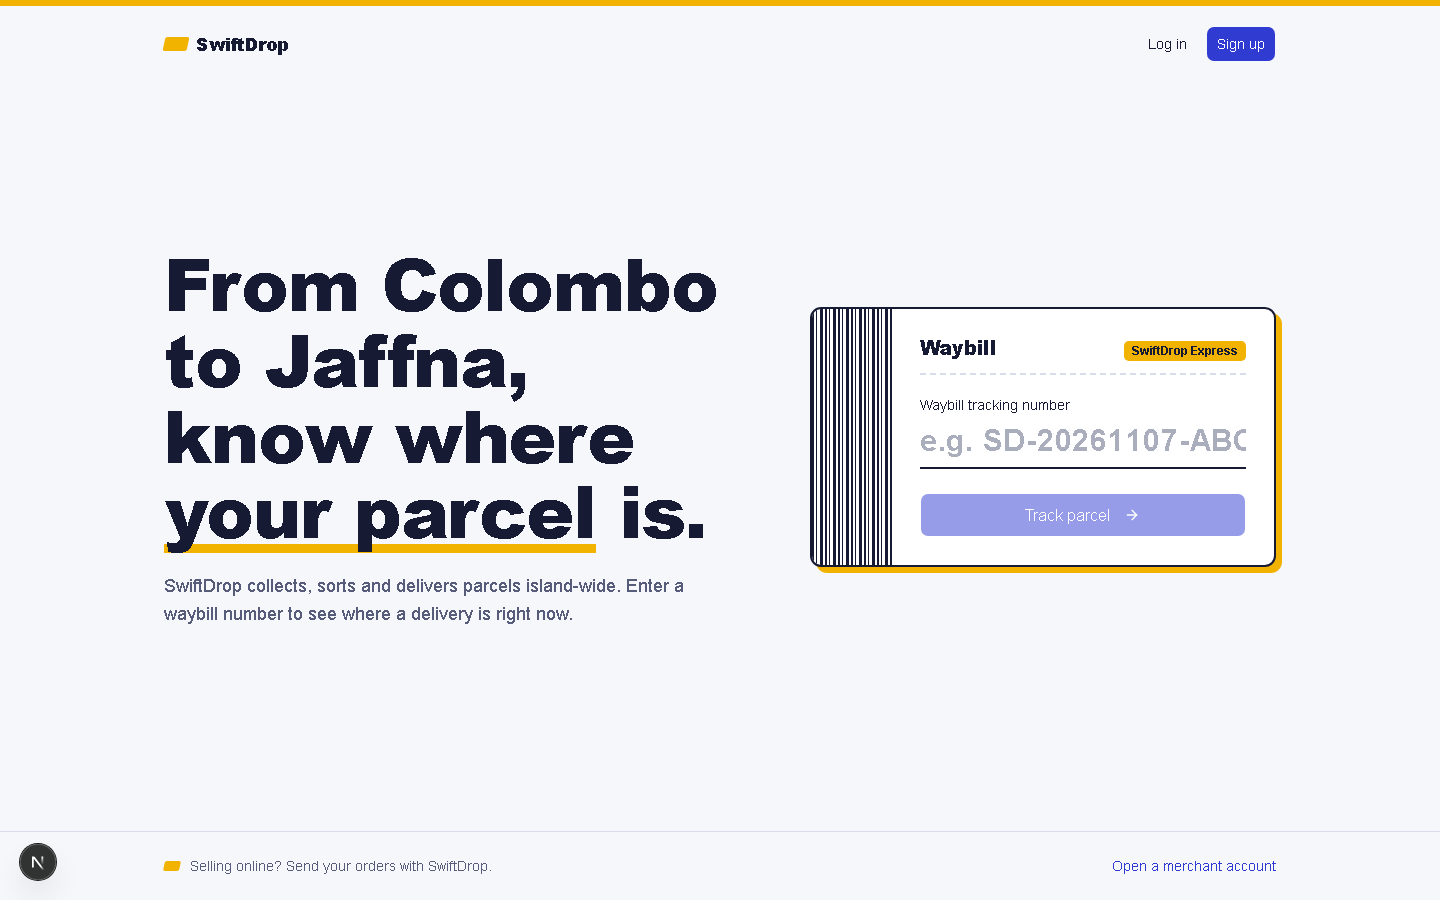 SwiftDrop
Log in
Sign up
From Colombo
to Jaffna,
know where
your parcel is.
SwiftDrop collects, sorts and delivers parcels island-wide. Enter a
waybill number to see where a delivery is right now.
Waybill
SwiftDrop Express
Waybill tracking number
e.g. SD-20261107-ABC
Track parcel →
Selling online? Send your orders with SwiftDrop.
Open a merchant account
N